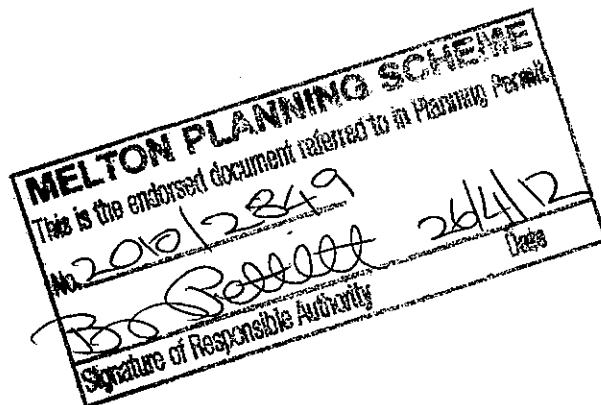 MELTON PLANNING SCHEME
This is the endorsed document referred to in Planning Permit
No. 2010/2849
26/4/12
Signature of Responsible Authority Date